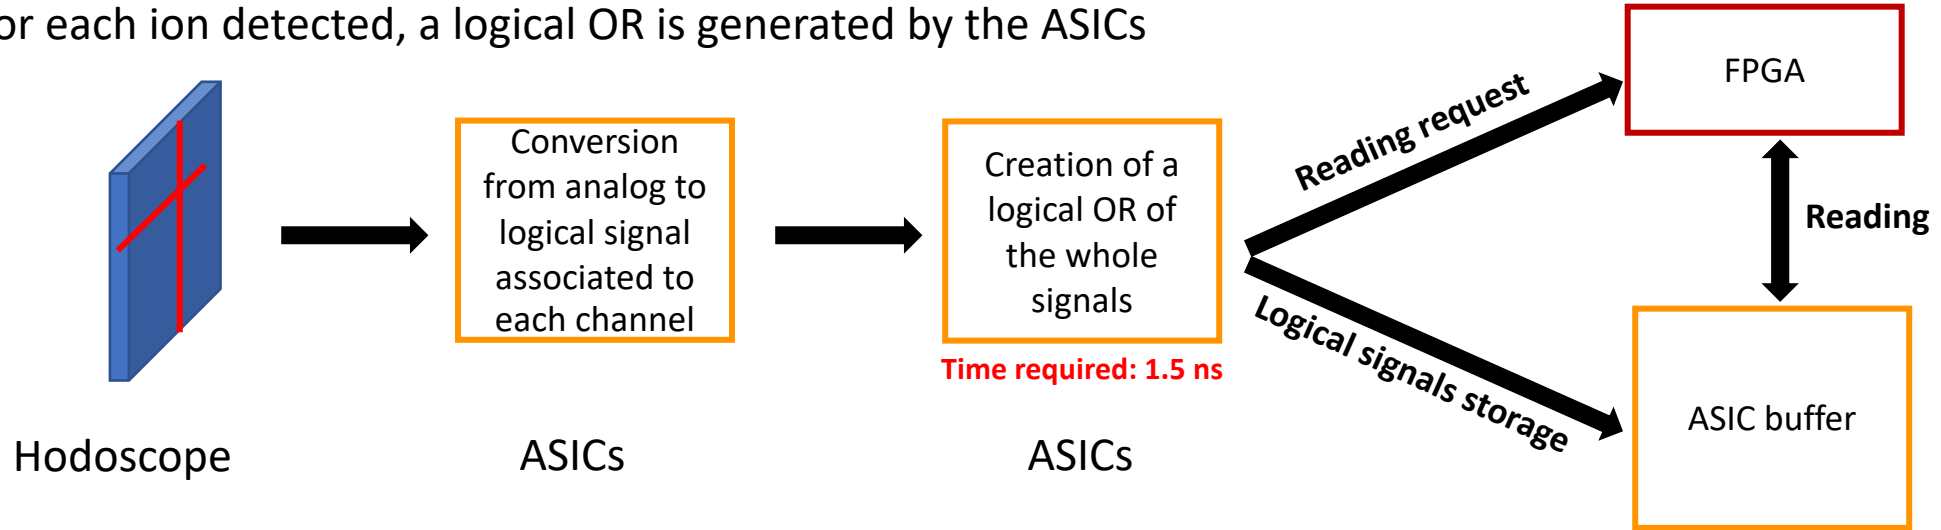 or each ion detected, a logical OR is generated by the ASICs
Conversion
from analog to
logical signal
associated to
each channel
Creation of a
logical OR of
the whole
signals
Time required: 1.5 ns
Reading request
Logical signals storage
FPGA
Reading
ASIC buffer
Hodoscope
ASICs
ASICs